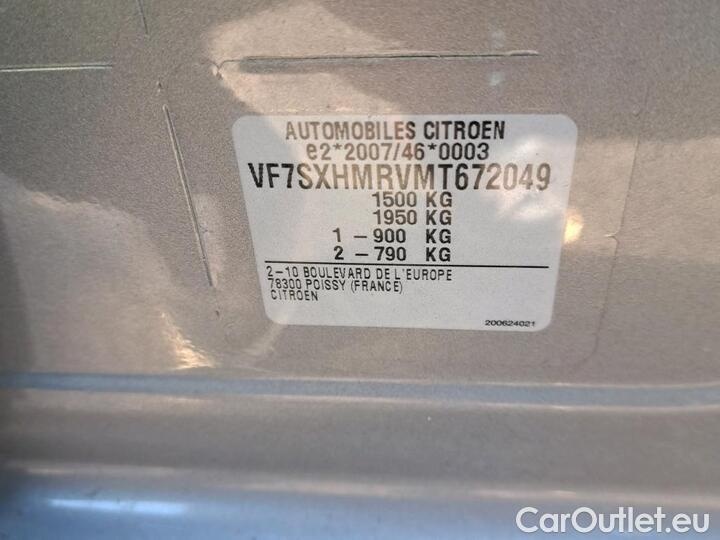 AUTOMOBILES CITROEN
e2*2007/46*0003
VF7SXHMRVMT672049
1500 KG
1950 KG
1 - 900 KG
2 - 790 KG
2-10 BOULEVARD DE L'EUROPE
78300 POISSY (FRANCE)
CITROEN
200624021
CarOutlet.eu